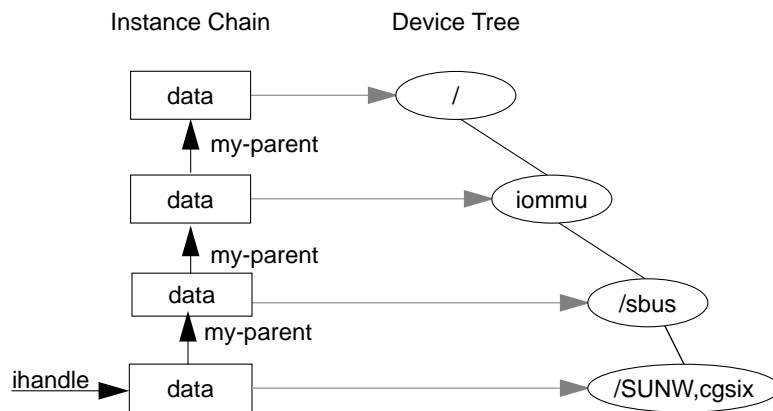 Instance Chain Device Tree
data /
my-parent
data iommu
my-parent
data /sbus
my-parent
ihandle data /SUNW,cgsix